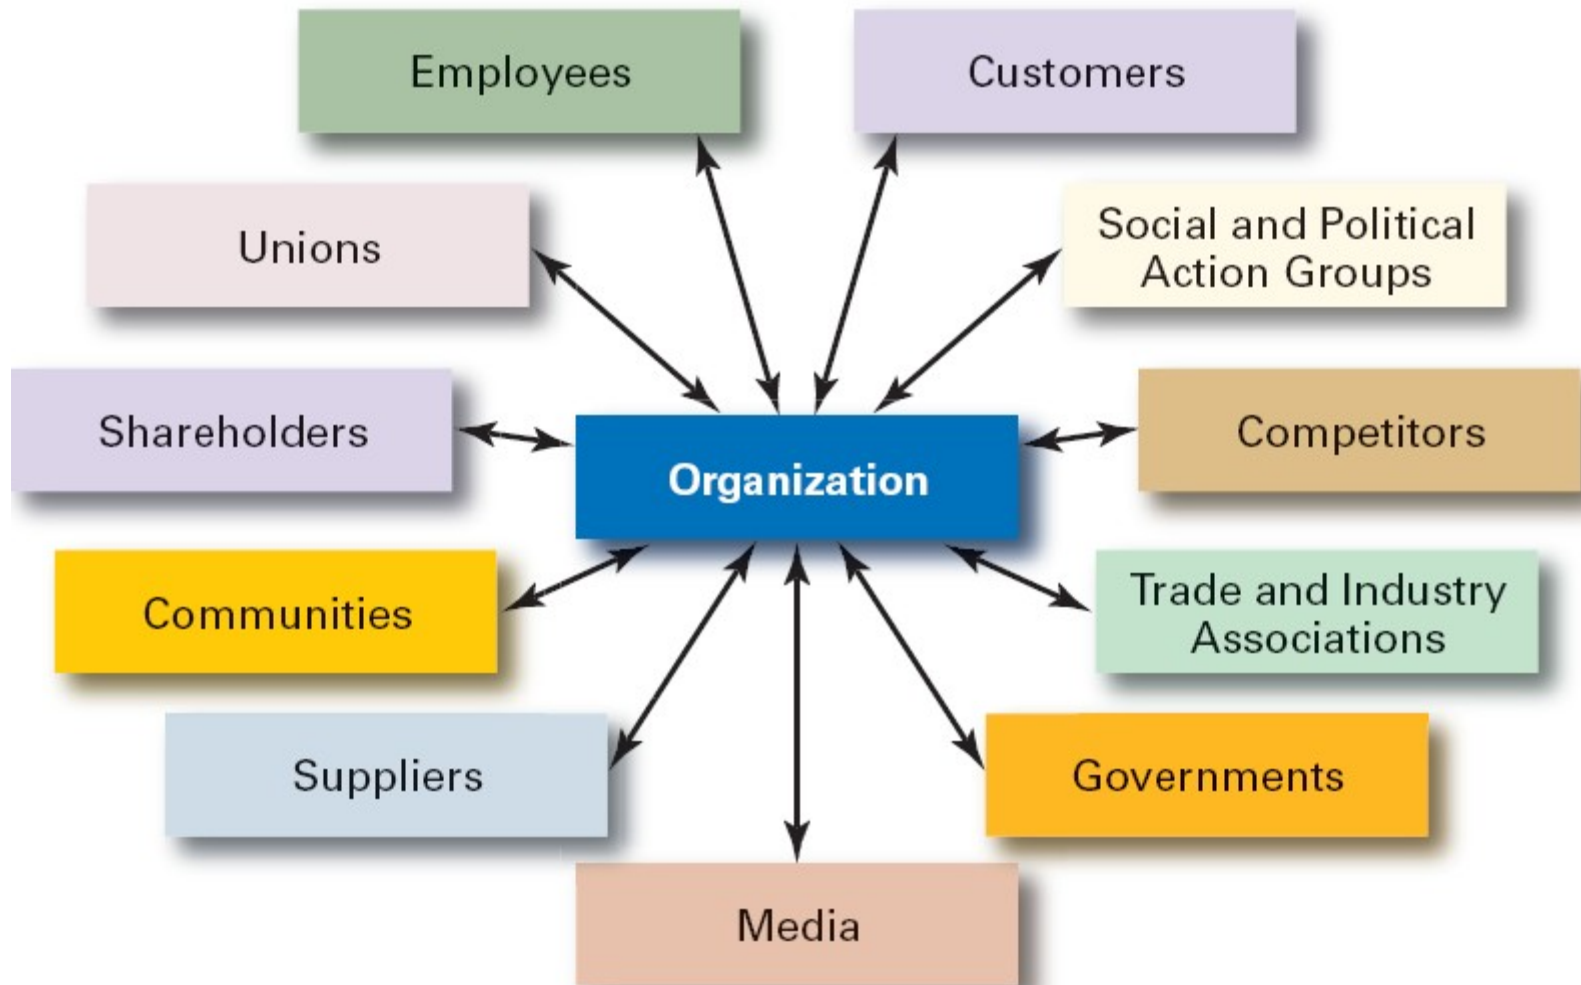 Employees
Customers
Unions
Social and Political
Action Groups
Shareholders
Organization
Competitors
Communities
Trade and Industry
Associations
Suppliers
Governments
Media